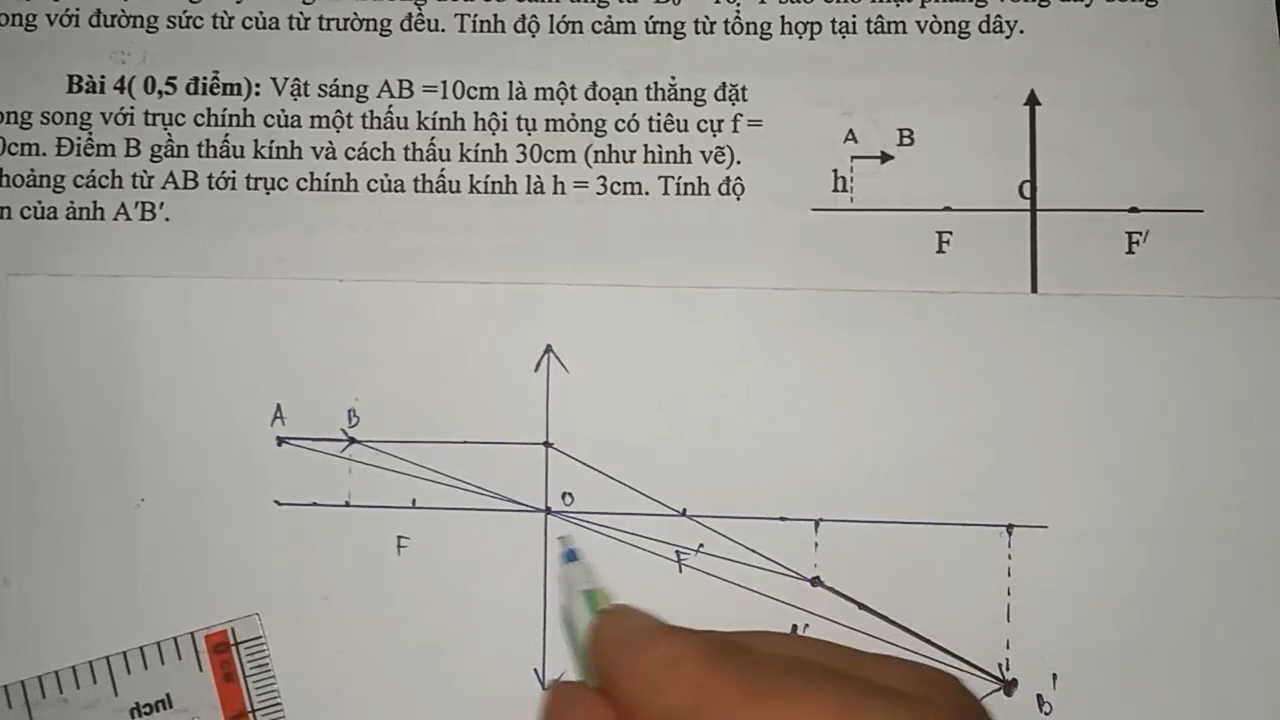 ong với đường sức từ của từ trường đều. Tính độ lớn cảm ứng từ tổng hợp tại tâm vòng dây.
Bài 4( 0,5 điểm): Vật sáng AB =10cm là một đoạn thẳng đặt
ong song với trục chính của một thấu kính hội tụ mỏng có tiêu cự f =
0cm. Điểm B gần thấu kính và cách thấu kính 30cm (như hình vẽ).
hoảng cách từ AB tới trục chính của thấu kính là h = 3cm. Tính độ
n của ảnh A'B'.
A B
h
F F'
A B
O
F F'
B'
inch